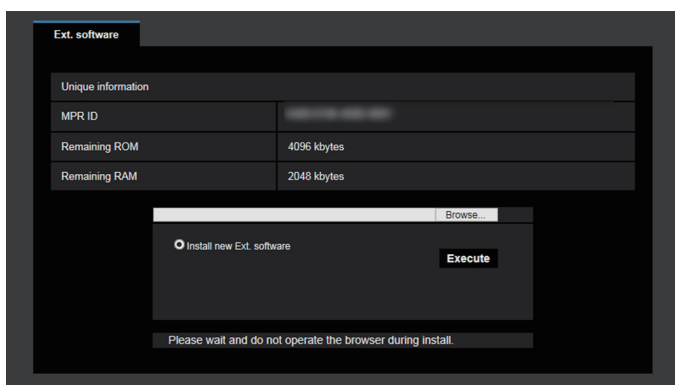 Ext. software
Unique information
MPR ID
Remaining ROM 4096 kbytes
Remaining RAM 2048 kbytes
Browse...
Install new Ext. software
Execute
Please wait and do not operate the browser during install.